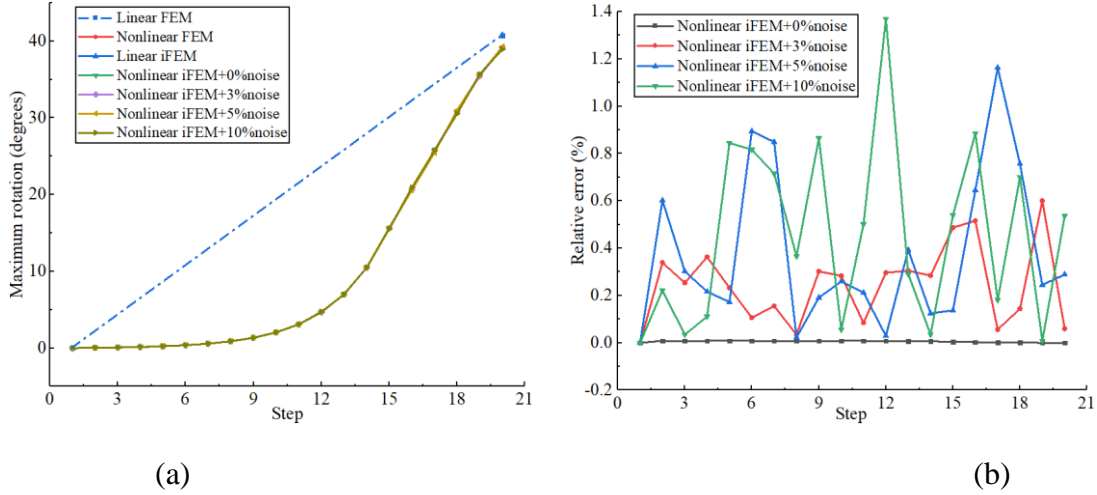 Linear FEM
Nonlinear FEM
Linear iFEM
Nonlinear iFEM+0%noise
Nonlinear iFEM+3%noise
Nonlinear iFEM+5%noise
Nonlinear iFEM+10%noise
Maximum rotation (degrees)
40
30
20
10
0
0 3 6 9 12 15 18 21
Step
(a)
Nonlinear iFEM+0%noise
Nonlinear iFEM+3%noise
Nonlinear iFEM+5%noise
Nonlinear iFEM+10%noise
Relative error (%)
1.4
1.2
1.0
0.8
0.6
0.4
0.2
0.0
-0.2
0 3 6 9 12 15 18 21
Step
(b)